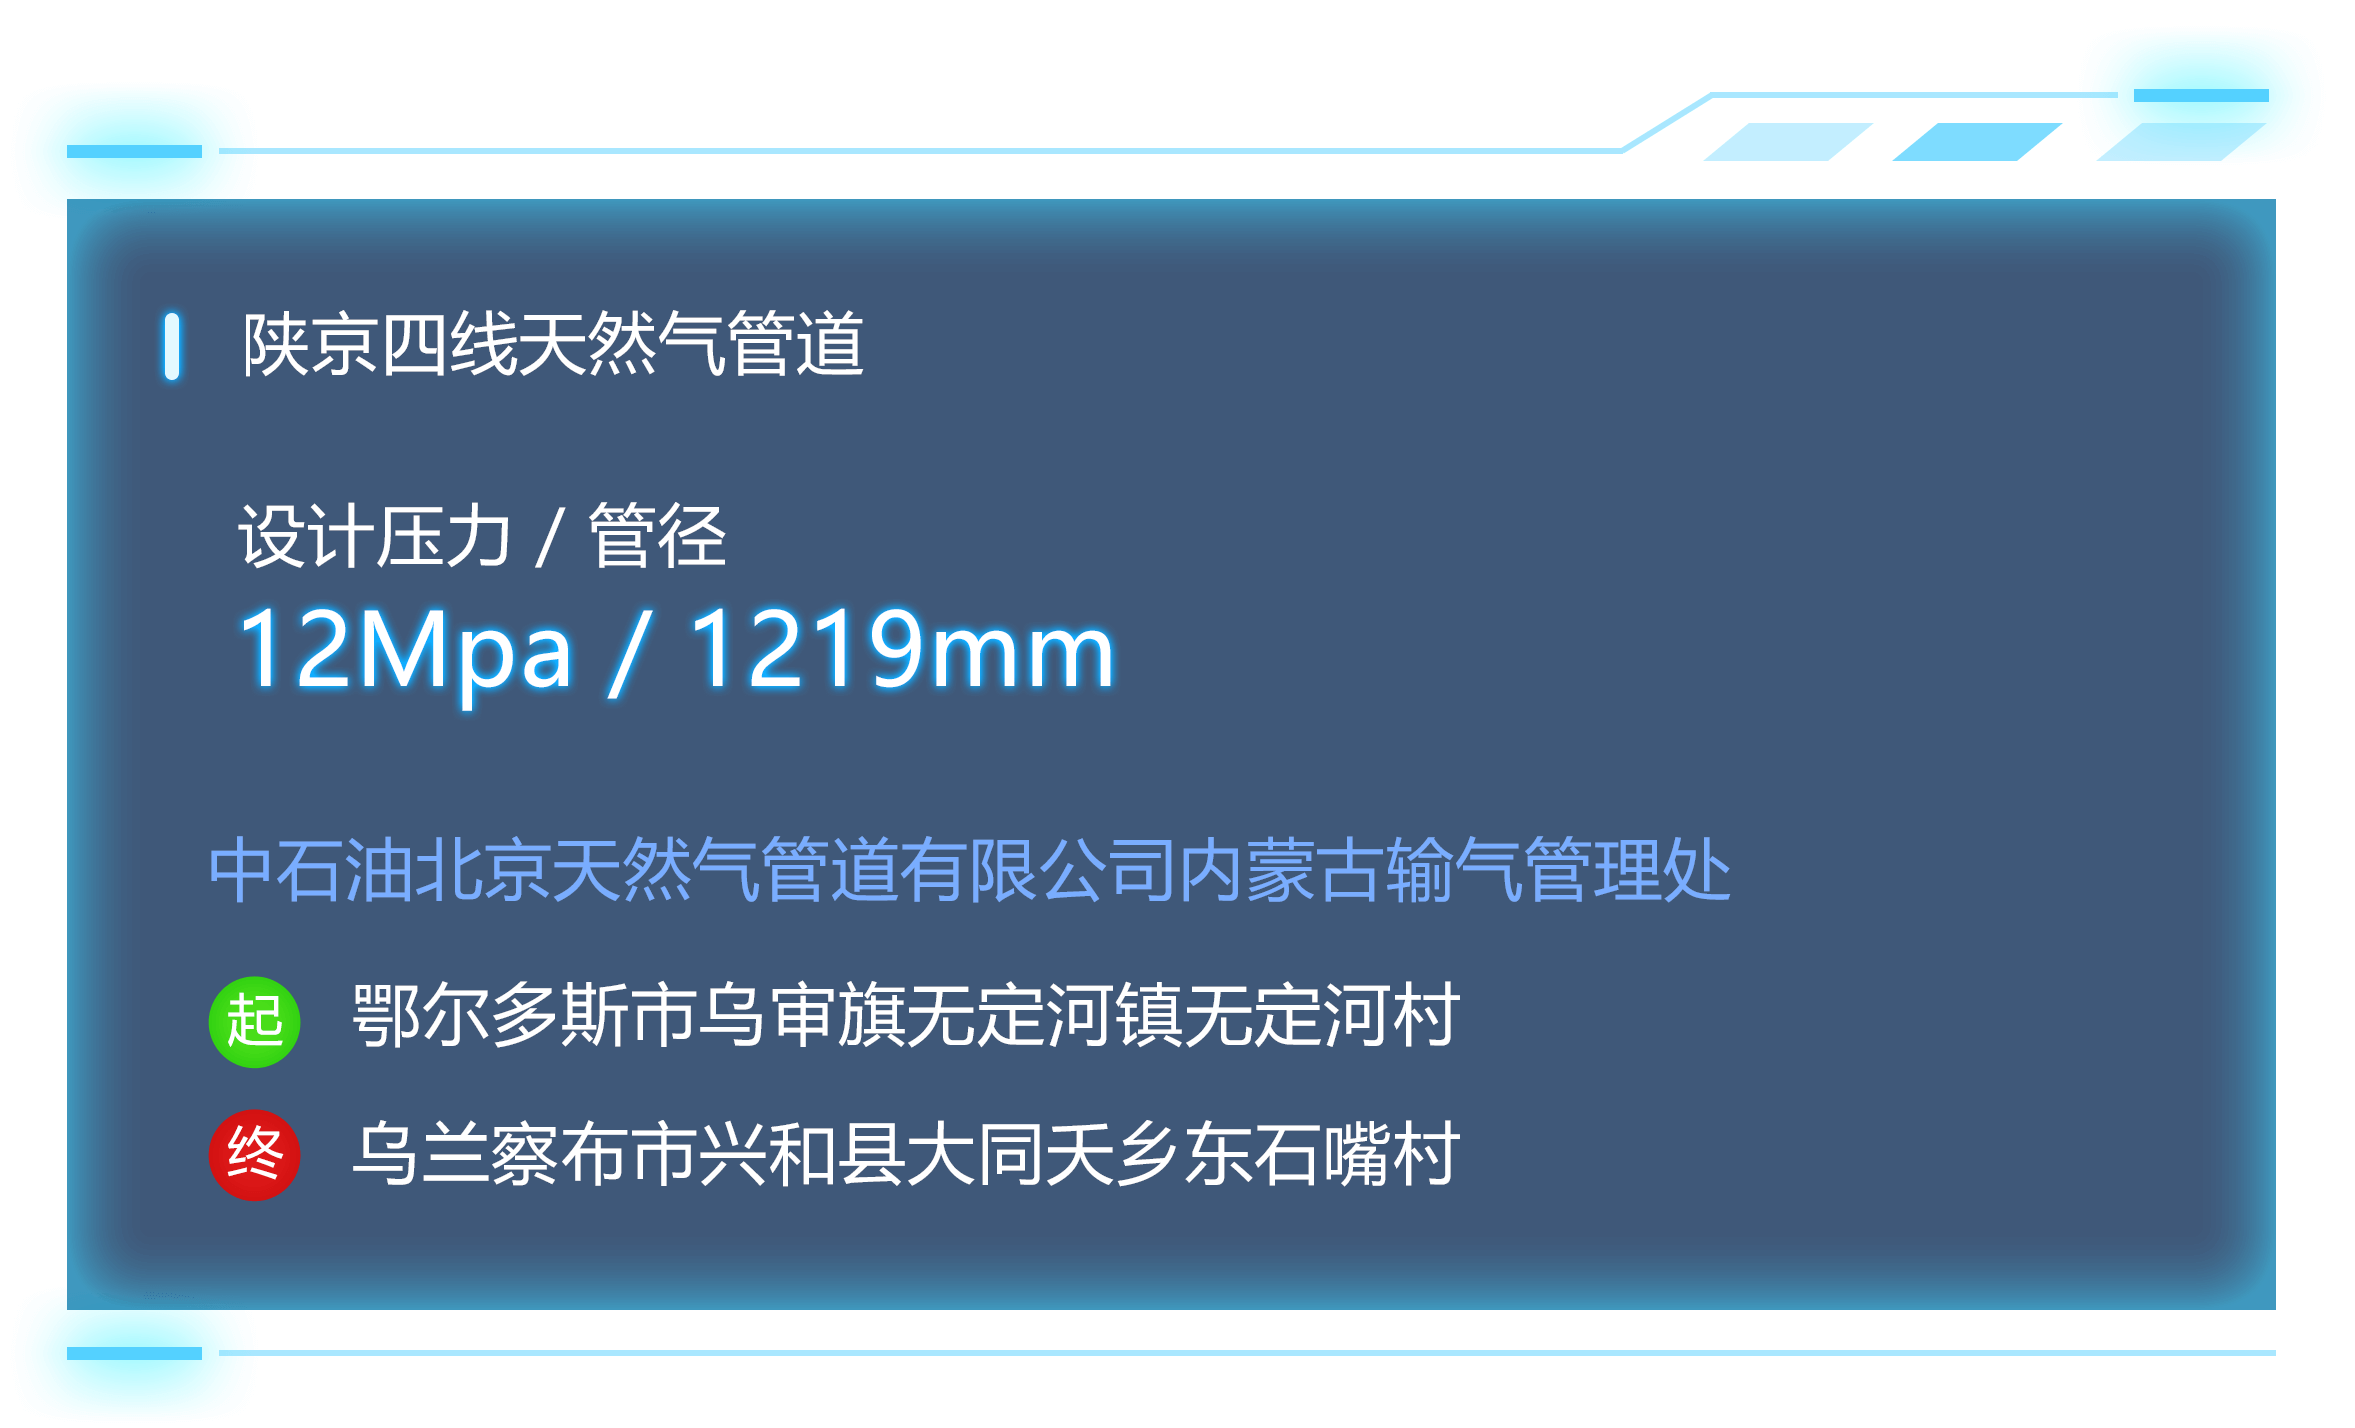 陕京四线天然气管道
设计压力 / 管径
12Mpa / 1219mm
中石油北京天然气管道有限公司内蒙古输气管理处
起 鄂尔多斯市乌审旗无定河镇无定河村
终 乌兰察布市兴和县大同夭乡东石嘴村